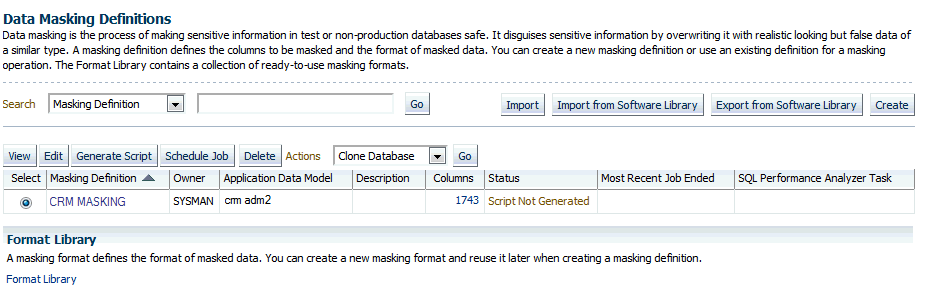 Data Masking Definitions
Data masking is the process of making sensitive information in test or non-production databases safe. It disguises sensitive information by overwriting it with realistic looking but false data of
a similar type. A masking definition defines the columns to be masked and the format of masked data. You can create a new masking definition or use an existing definition for a masking
operation. The Format Library contains a collection of ready-to-use masking formats.
Search Masking Definition Go Import Import from Software Library Export from Software Library Create
View Edit Generate Script Schedule Job Delete Actions Clone Database Go
Select Masking Definition Owner Application Data Model Description Columns Status Most Recent Job Ended SQL Performance Analyzer Task
CRM MASKING SYSMAN crm adm2 1743 Script Not Generated
Format Library
A masking format defines the format of masked data. You can create a new masking format and reuse it later when creating a masking definition.
Format Library